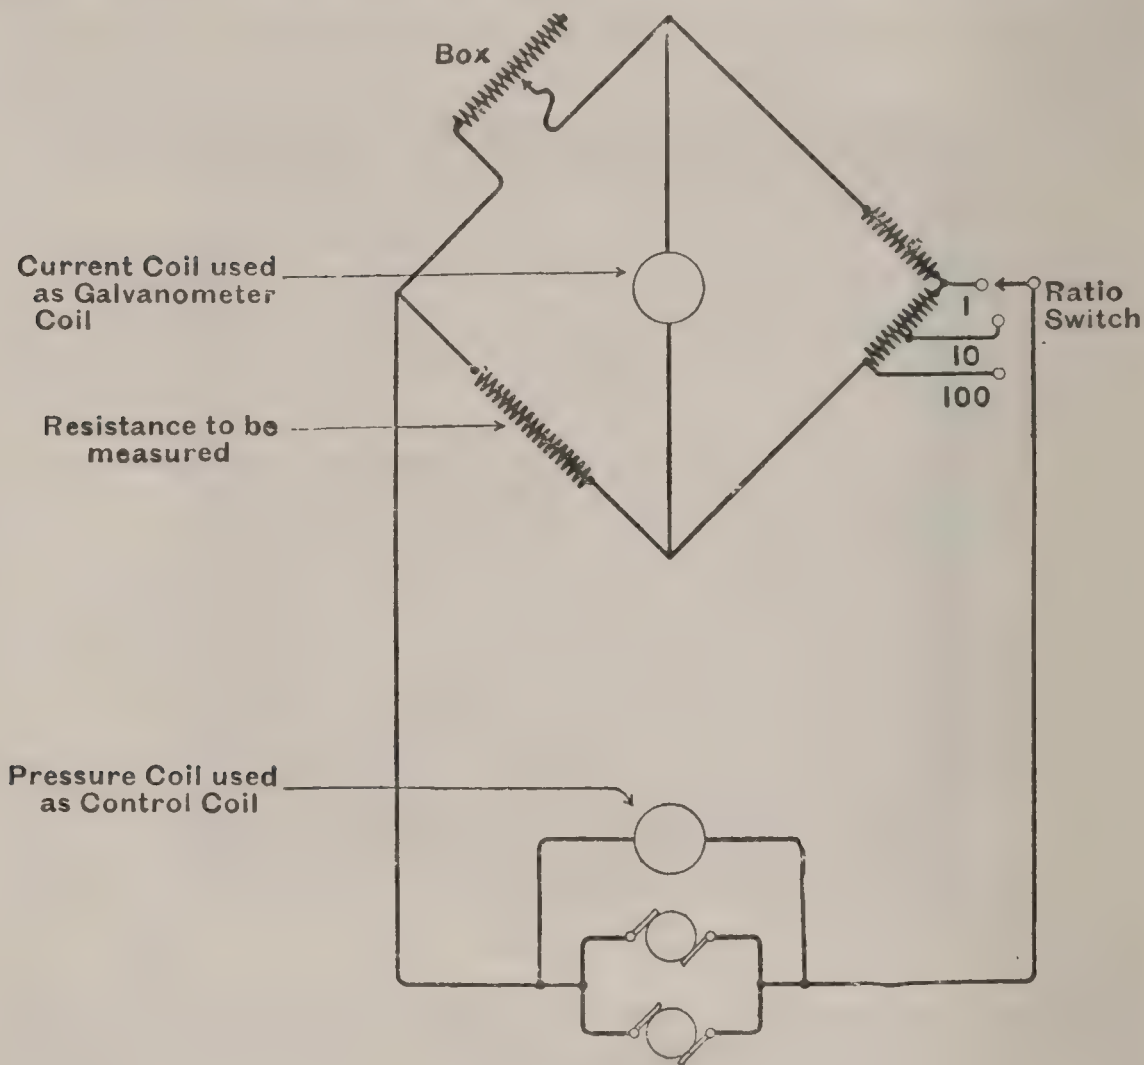 Box
Current Coil used
as Galvanometer
Coil
Ratio
Switch
1
10
100
Resistance to be
measured
Pressure Coil used
as Control Coil